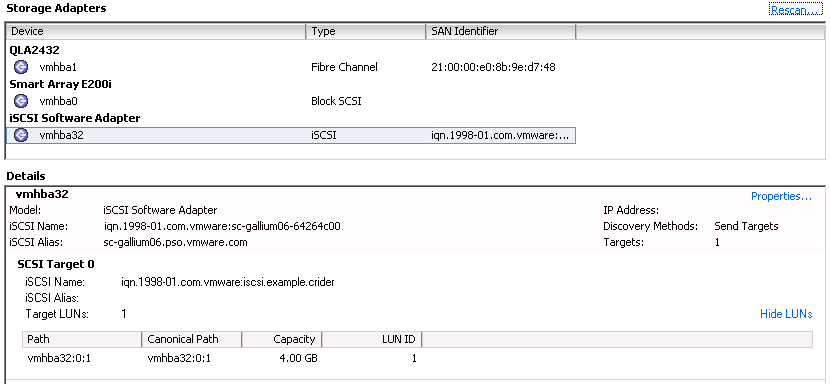 Storage Adapters Rescan...
Device Type SAN Identifier
QLA2432
vmhba1 Fibre Channel 21:00:00:e0:8b:9e:d7:48
Smart Array E200i
vmhba0 Block SCSI
iSCSI Software Adapter
vmhba32 iSCSI iqn.1998-01.com.vmware:...
Details
vmhba32 Properties...
Model: iSCSI Software Adapter IP Address:
iSCSI Name: iqn.1998-01.com.vmware:sc-gallium06-64264c00 Discovery Methods: Send Targets
iSCSI Alias: sc-gallium06.pso.vmware.com Targets: 1
SCSI Target 0
iSCSI Name: iqn.1998-01.com.vmware:iscsi.example.crider
iSCSI Alias:
Target LUNs: 1 Hide LUNs
Path Canonical Path Capacity LUN ID
vmhba32:0:1 vmhba32:0:1 4.00 GB 1